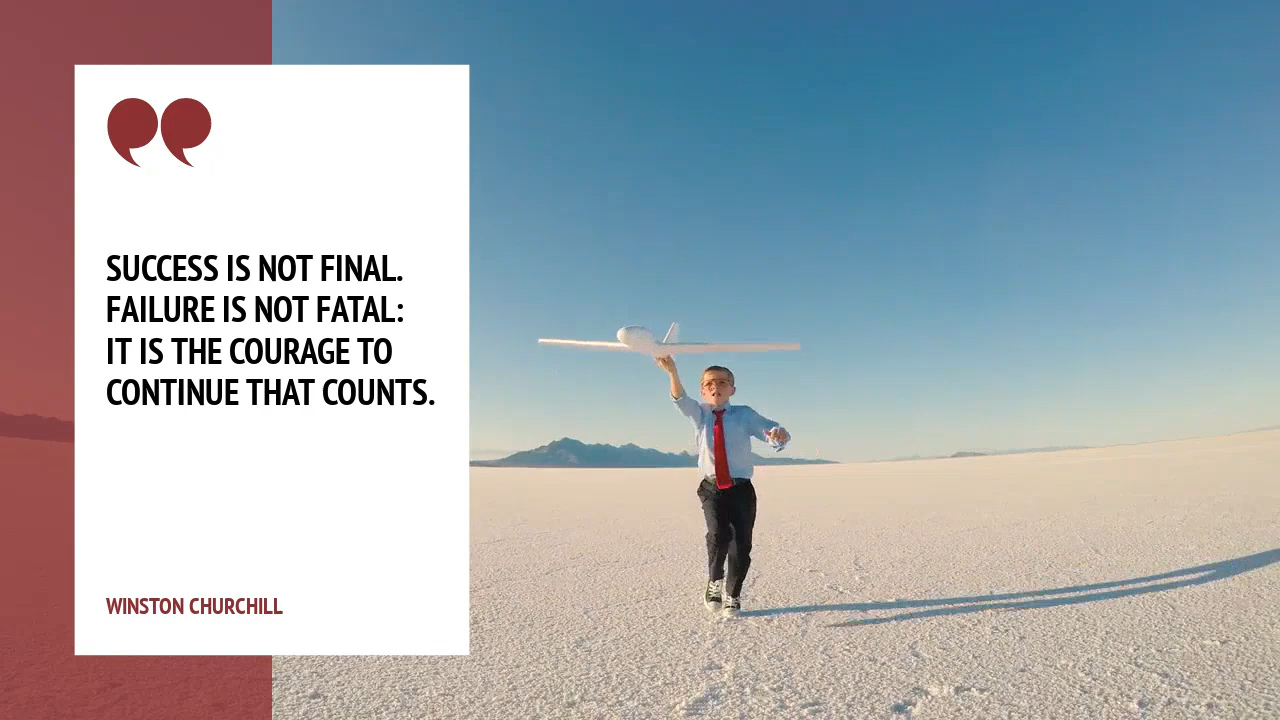 SUCCESS IS NOT FINAL.
FAILURE IS NOT FATAL:
IT IS THE COURAGE TO
CONTINUE THAT COUNTS.
WINSTON CHURCHILL